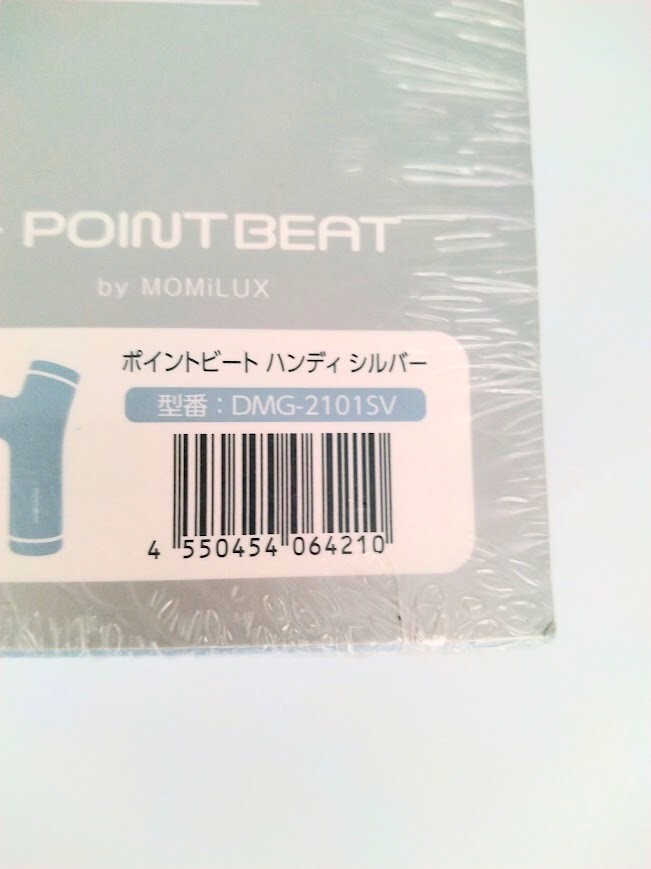 POINTBEAT
by MOMiLUX
ポイントビート ハンディ シルバー
型番：DMG-2101SV
4 550454 064210